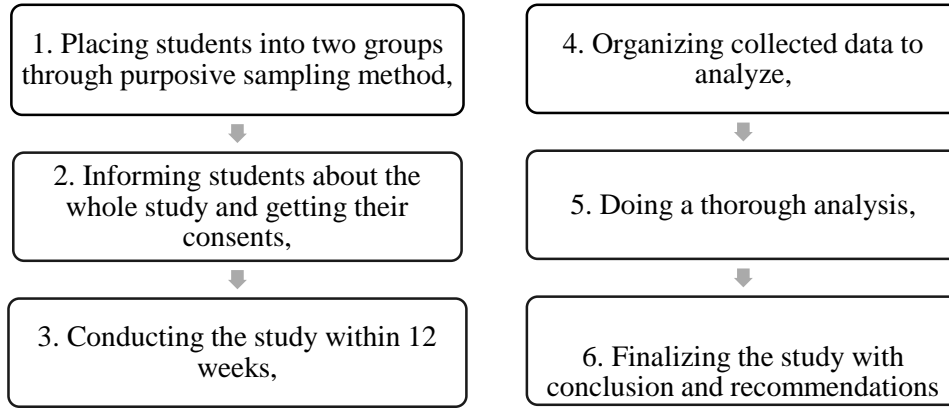 1. Placing students into two groups
through purposive sampling method,
2. Informing students about the
whole study and getting their
consents,
3. Conducting the study within 12
weeks,
4. Organizing collected data to
analyze,
5. Doing a thorough analysis,
6. Finalizing the study with
conclusion and recommendations